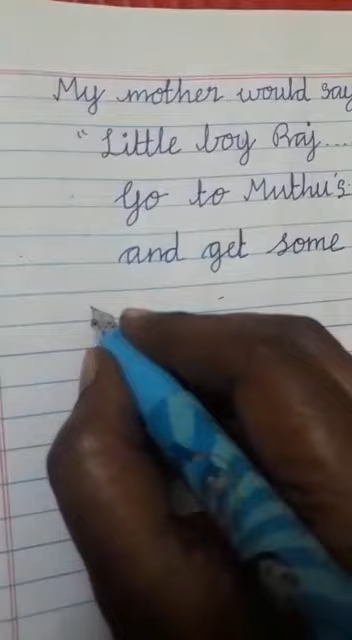 My mother would say
" Little boy Raj...
Go to Muthu's
and get some